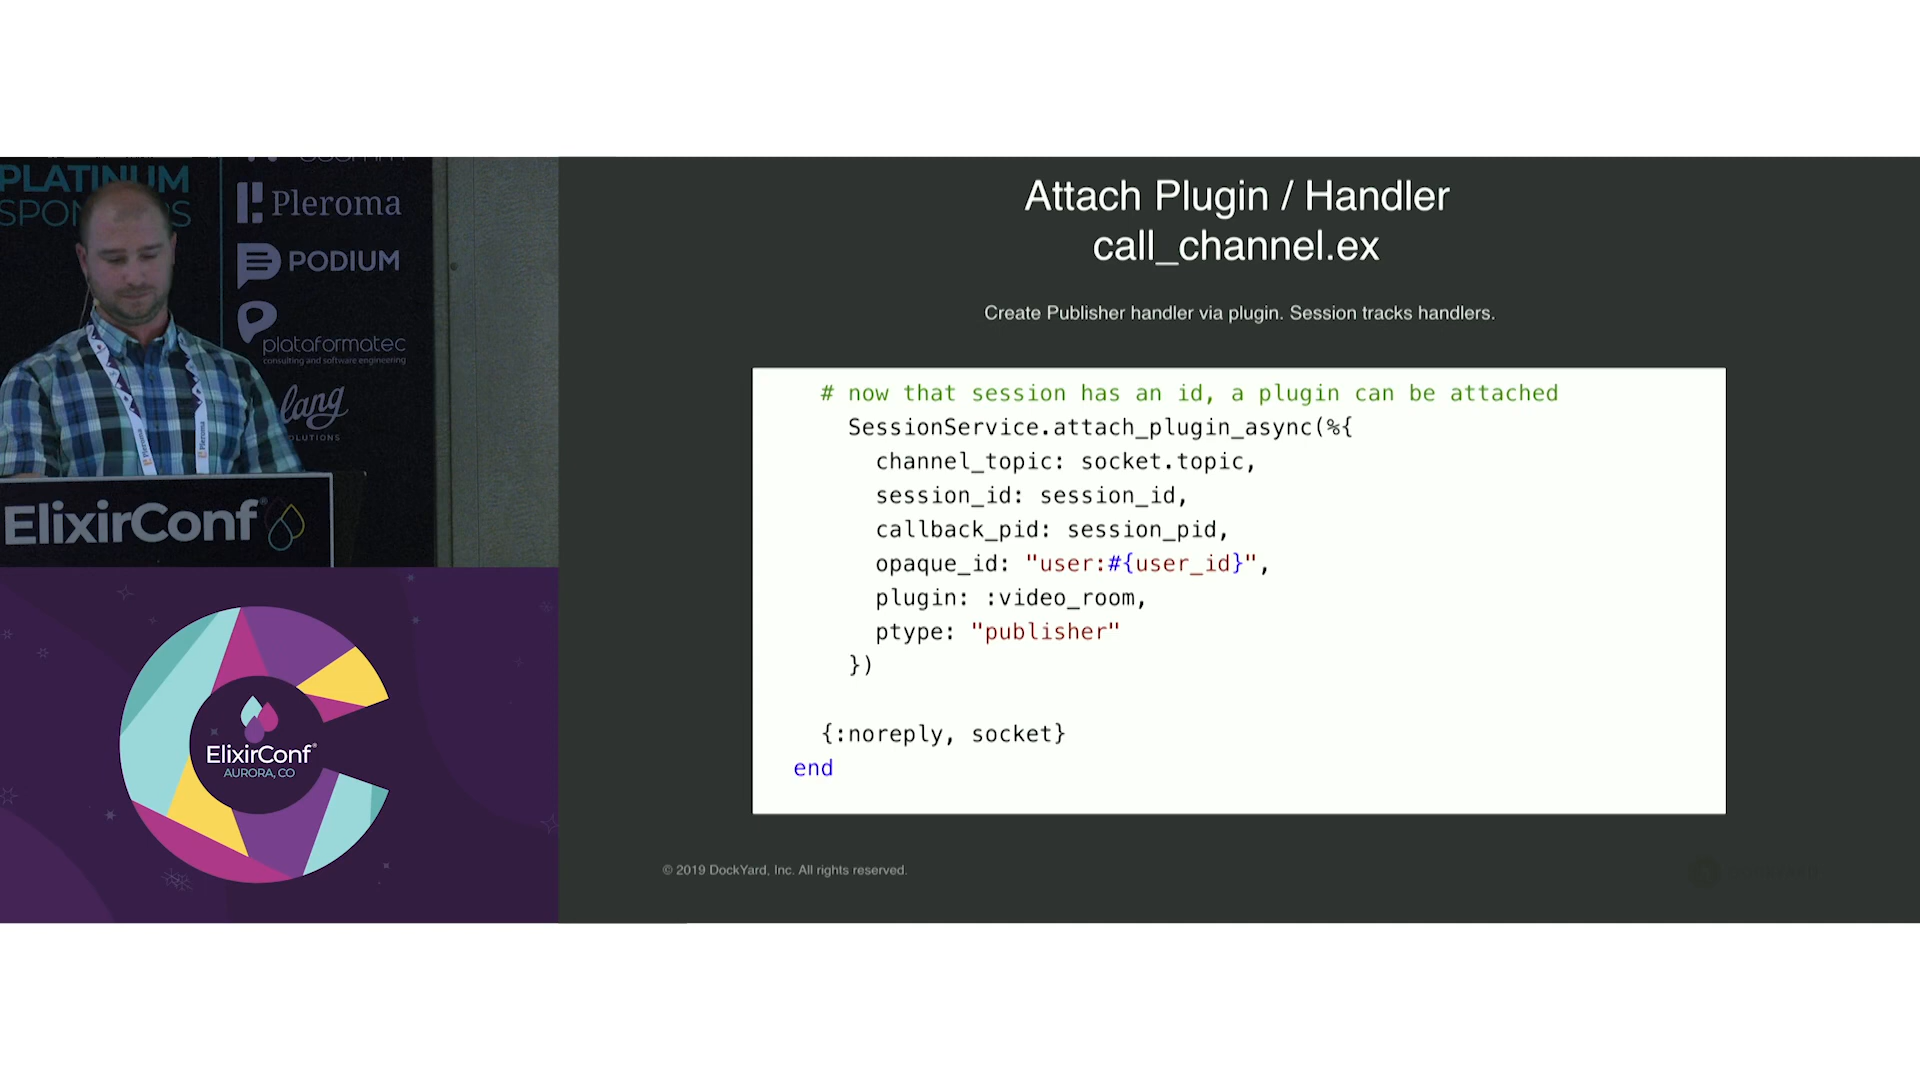 PLATINUM
Pleroma
PODIUM
plataformatec
consulting and software engineering
lang
ElixirConf®
ElixirConf®
AURORA, CO
Attach Plugin / Handler
call_channel.ex
Create Publisher handler via plugin. Session tracks handlers.
# now that session has an id, a plugin can be attached
SessionService.attach_plugin_async(%{
channel_topic: socket.topic,
session_id: session_id,
callback_pid: session_pid,
opaque_id: "user:#{user_id}",
plugin: :video_room,
ptype: "publisher"
})
{:noreply, socket}
end
© 2019 DockYard, Inc. All rights reserved.